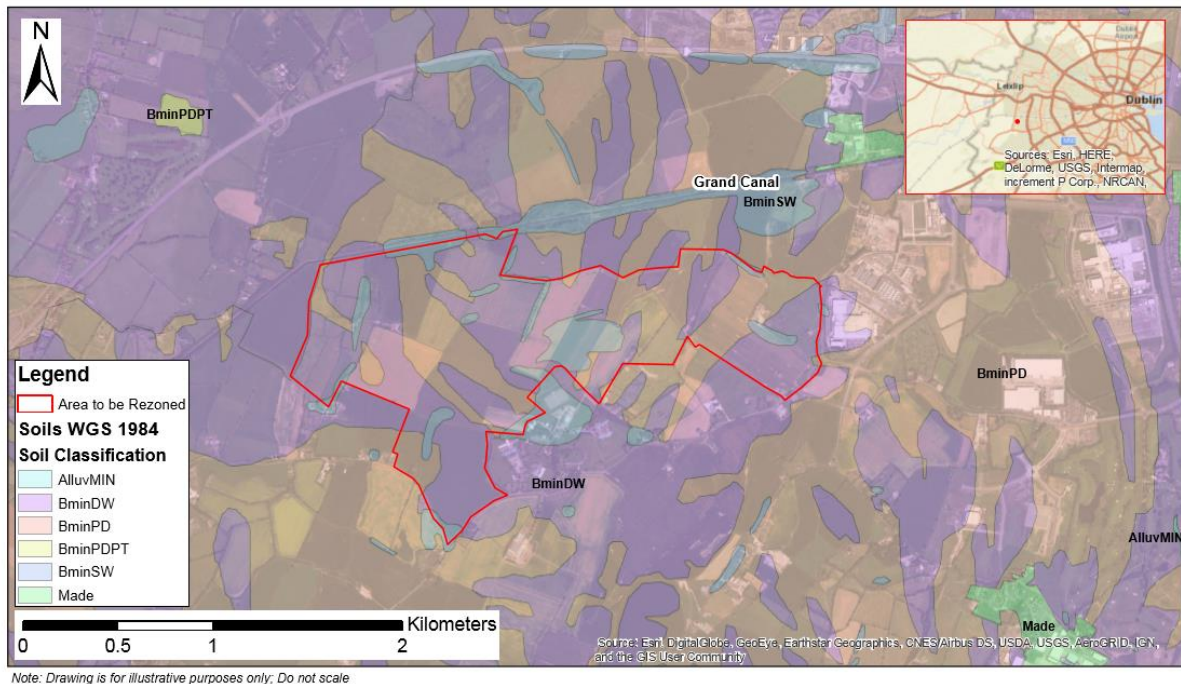 N
BminPDPT
Grand Canal
BminSW
Dublin
Airport
Leixlip
Dublin
Sources: Esri, HERE,
DeLorme, USGS, Intermap,
increment P Corp., NRCAN,
BminPD
BminDW
AlluvMIN
Made
Legend
Area to be Rezoned
Soils WGS 1984
Soil Classification
AlluvMIN
BminDW
BminPD
BminPDPT
BminSW
Made
Kilometers
0 0.5 1 2
Source: Esri, DigitalGlobe, GeoEye, Earthstar Geographics, CNES/Airbus DS, USDA, USGS, AeroGRID, IGN,
and the GIS User Community
Note: Drawing is for illustrative purposes only; Do not scale